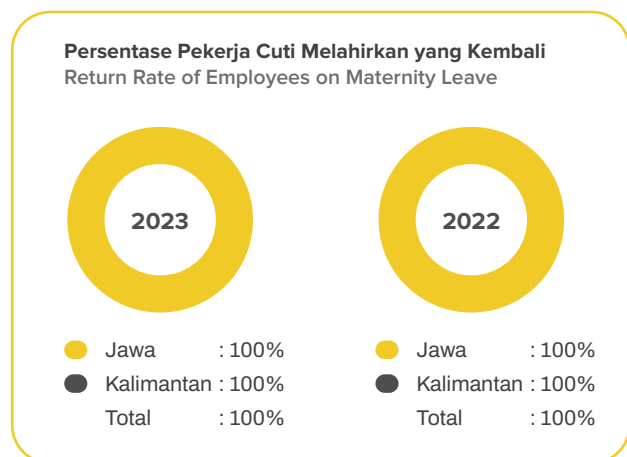 Persentase Pekerja Cuti Melahirkan yang Kembali
Return Rate of Employees on Maternity Leave
2023
Jawa : 100%
Kalimantan : 100%
Total : 100%
2022
Jawa : 100%
Kalimantan : 100%
Total : 100%